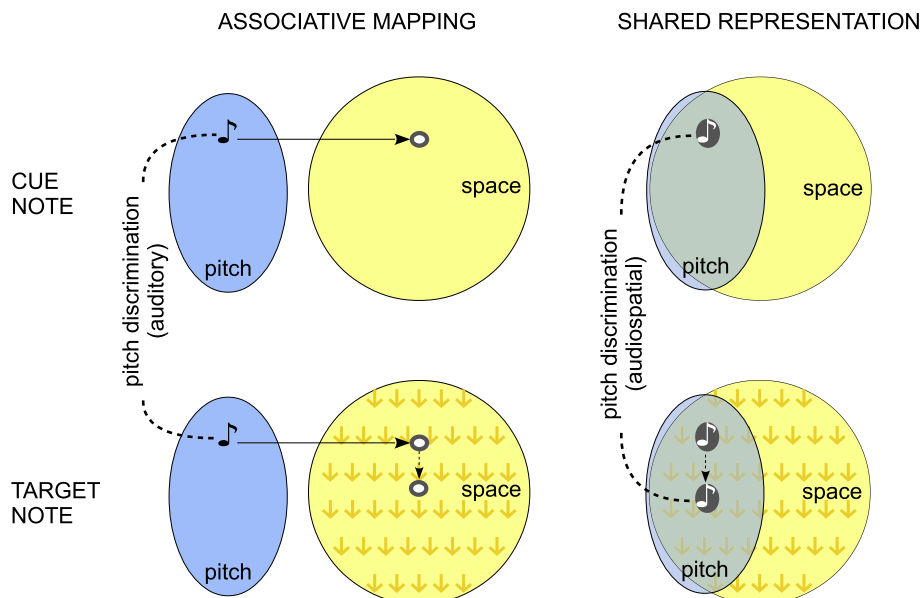 ASSOCIATIVE MAPPING
SHARED REPRESENTATION
CUE
NOTE
pitch
space
pitch discrimination
(auditory)
pitch
space
pitch discrimination
(audiospatial)
TARGET
NOTE
pitch
space
pitch
space